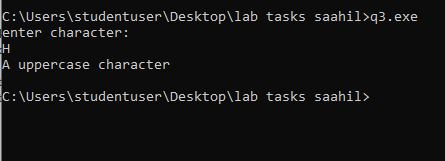 C:\Users\studentuser\Desktop\lab tasks saahil>q3.exe
enter character:
H
A uppercase character
C:\Users\studentuser\Desktop\lab tasks saahil>